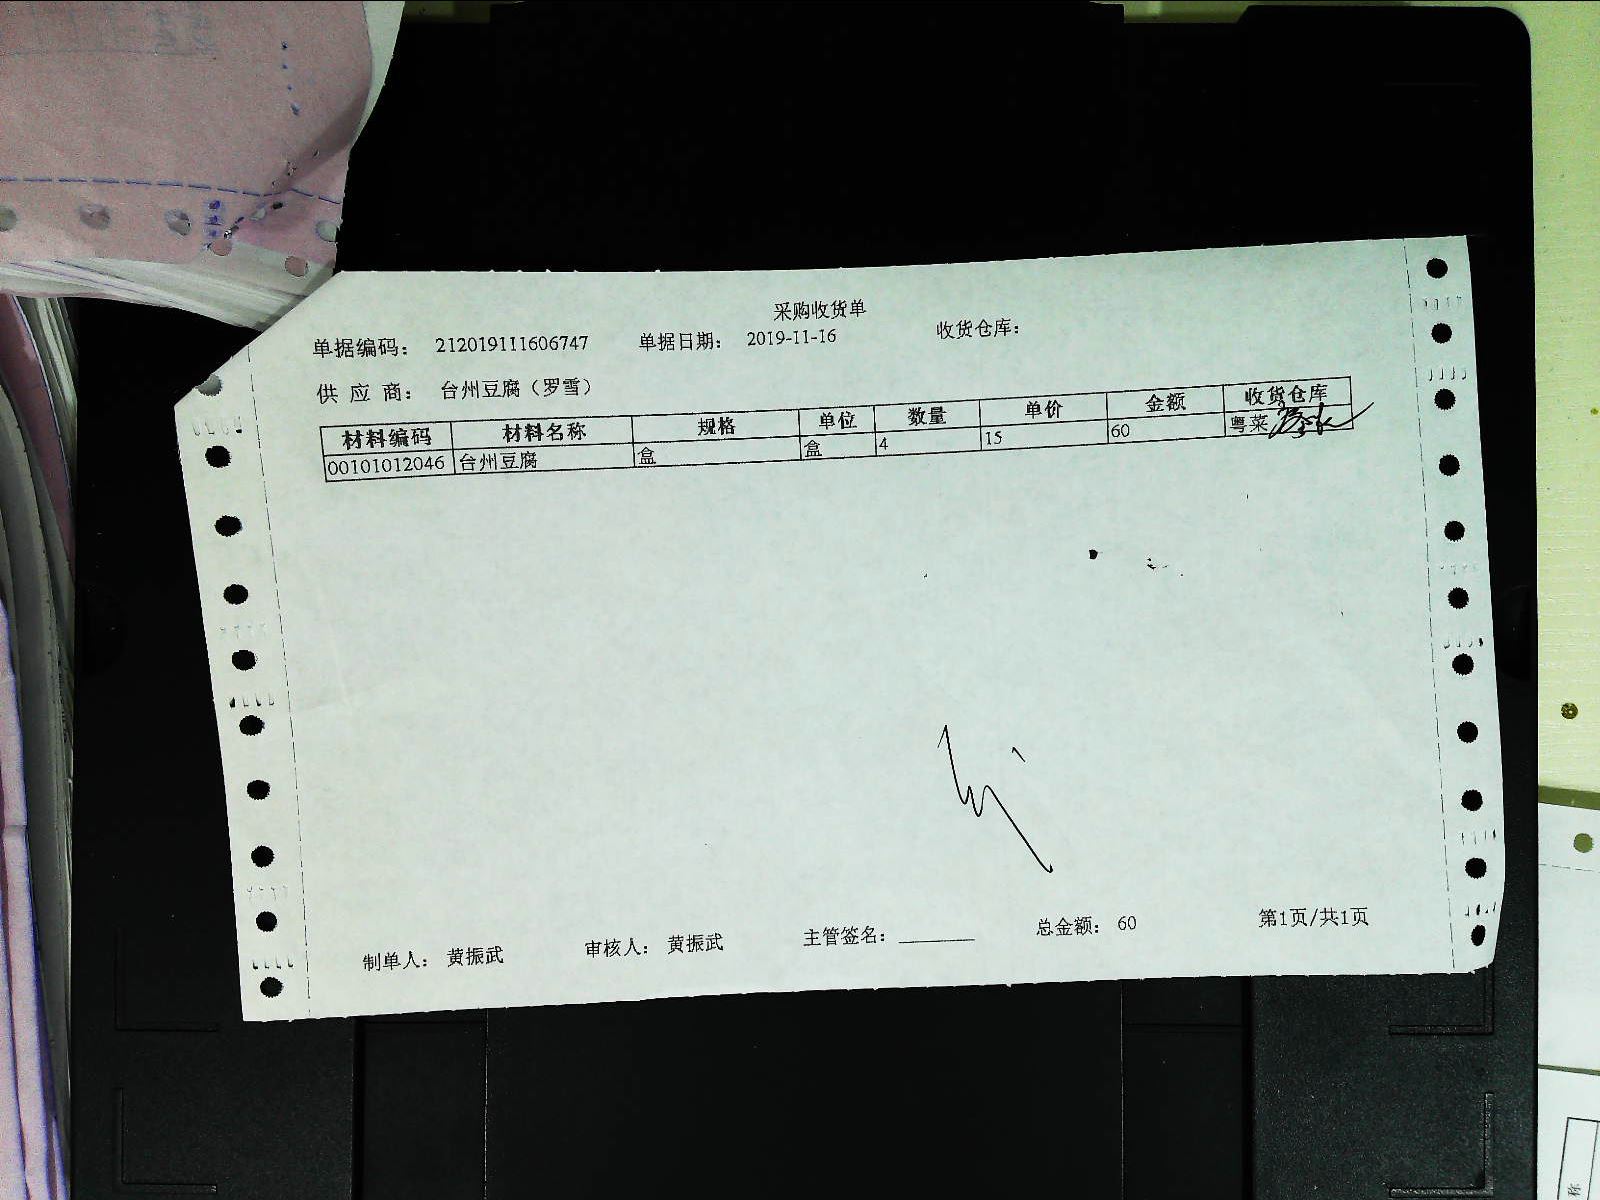 采购收货单
单据编码： 212019111606747 单据日期： 2019-11-16 收货仓库：
供 应 商： 台州豆腐（罗雪）
材料编码 材料名称 规格 单位 数量 单价 金额 收货仓库
00101012046 台州豆腐 盒 盒 4 15 60 粤菜
制单人： 黄振武 审核人： 黄振武 主管签名：________ 总金额： 60 第1页/共1页